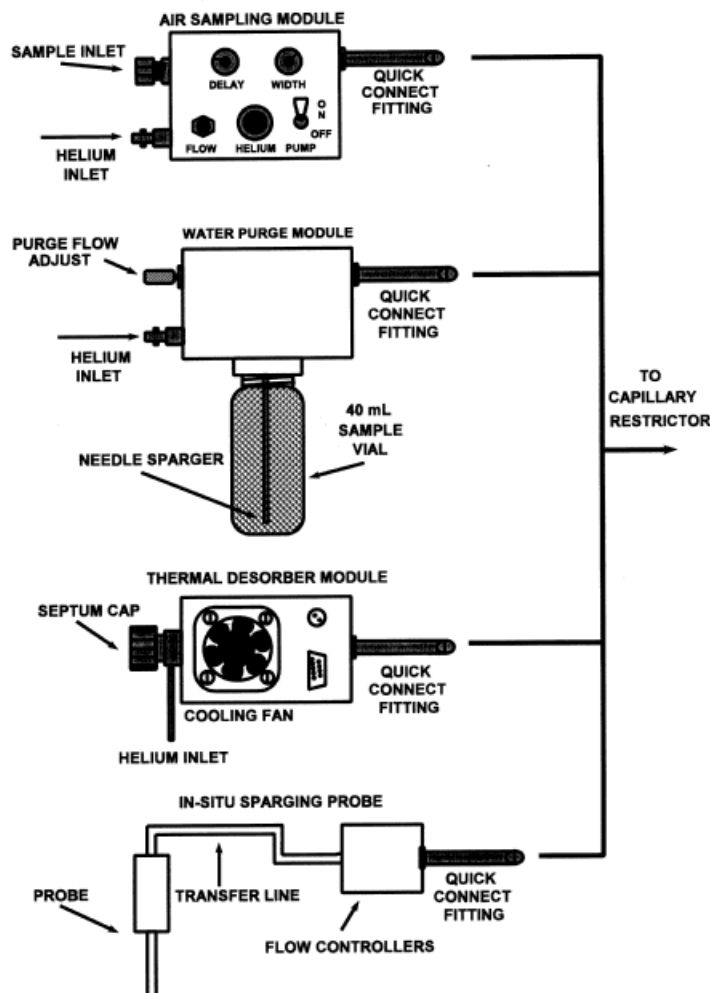 AIR SAMPLING MODULE
SAMPLE INLET
DELAY
WIDTH
QUICK
CONNECT
FITTING
O
N
OFF
FLOW
HELIUM
PUMP
HELIUM
INLET
WATER PURGE MODULE
PURGE FLOW
ADJUST
QUICK
CONNECT
FITTING
HELIUM
INLET
TO
CAPILLARY
RESTRICTOR
40 mL
SAMPLE
VIAL
NEEDLE SPARGER
THERMAL DESORBER MODULE
SEPTUM CAP
QUICK
CONNECT
FITTING
COOLING FAN
HELIUM INLET
IN-SITU SPARGING PROBE
PROBE
TRANSFER LINE
QUICK
CONNECT
FITTING
FLOW CONTROLLERS